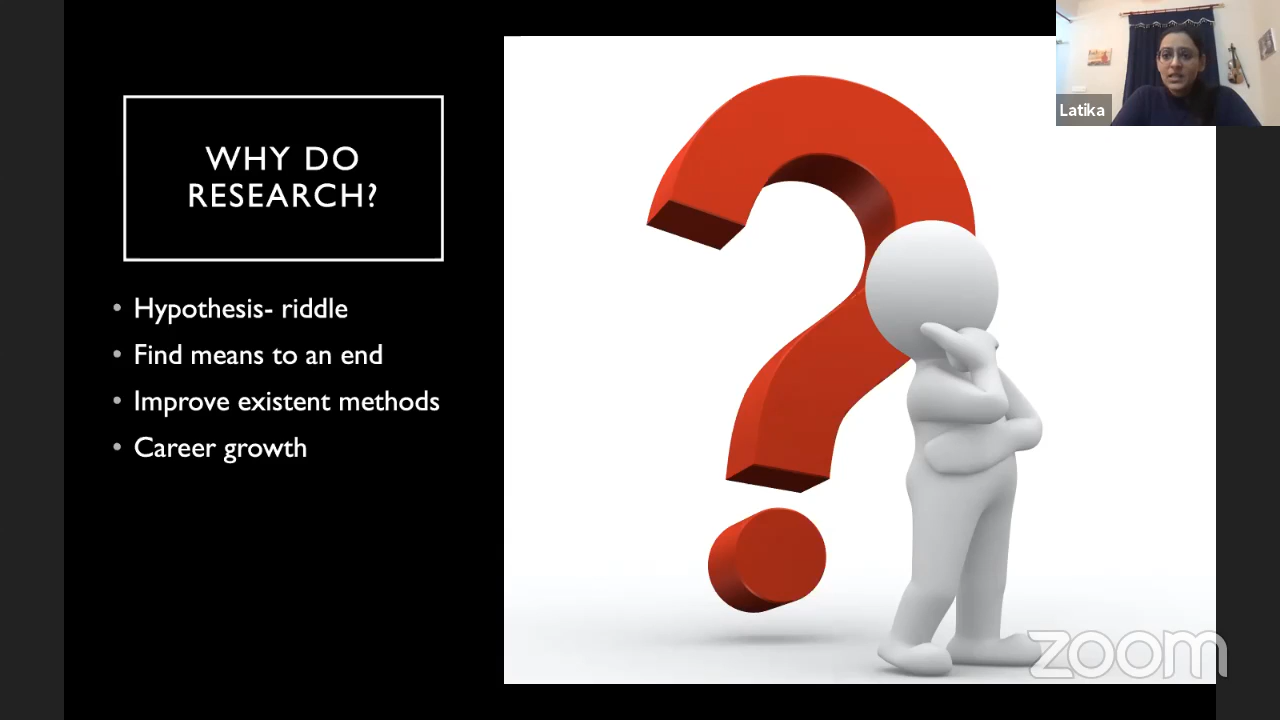 WHY DO
RESEARCH?
• Hypothesis- riddle
• Find means to an end
• Improve existent methods
• Career growth
Latika
zoom